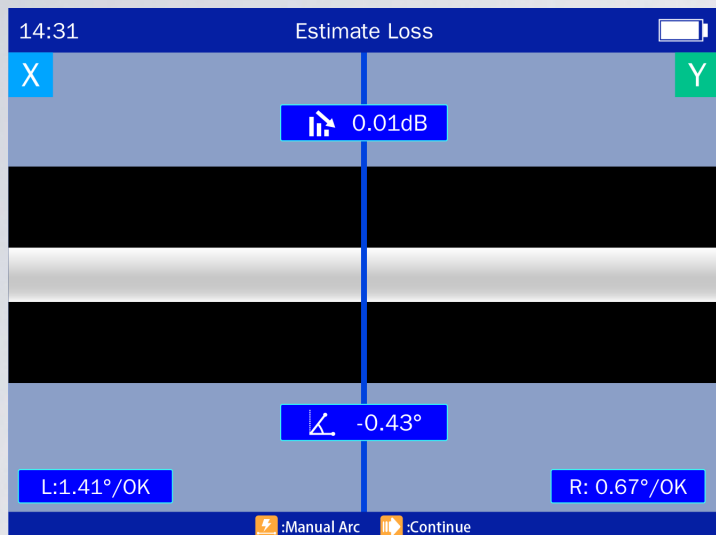 14:31 Estimate Loss
X Y
0.01dB
-0.43°
L:1.41°/OK R: 0.67°/OK
:Manual Arc :Continue